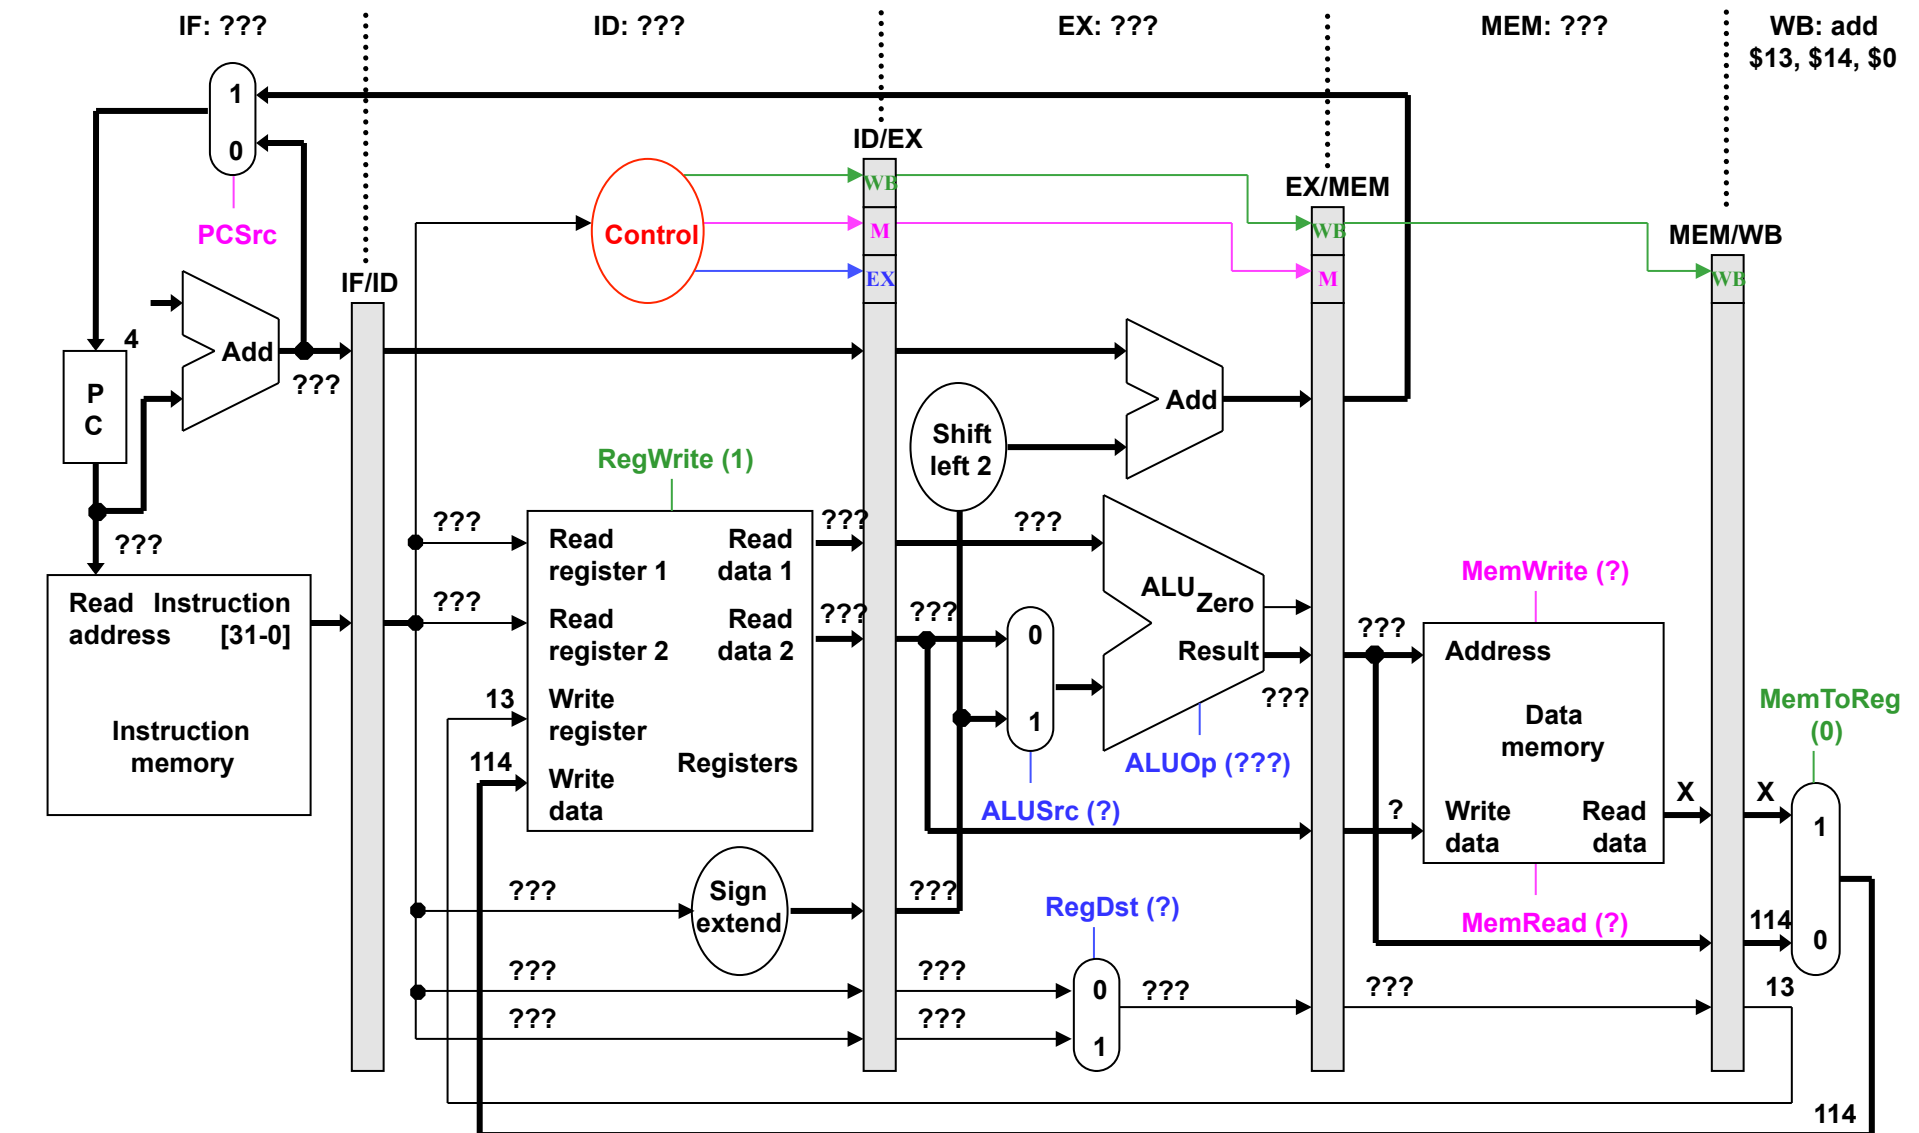 IF: ???
ID: ???
EX: ???
MEM: ???
WB: add
$13, $14, $0
1
0
PCSrc
ID/EX
WB
M
EX
Control
EX/MEM
WB
M
MEM/WB
WB
IF/ID
4
Add
???
P
C
???
Add
Shift
left 2
RegWrite (1)
???
???
Read
register 1
Read
data 1
???
???
Read
register 2
Read
data 2
13
Write
register
114
Write
data
Registers
???
???
0
1
ALU
Zero
Result
???
ALUOp (???)
ALUSrc (?)
MemWrite (?)
???
Address
Data
memory
?
Write
data
Read
data
MemRead (?)
MemToReg
(0)
X
X
1
114
0
13
Read
address
Instruction
[31-0]
Instruction
memory
???
Sign
extend
???
RegDst (?)
???
???
???
???
0
1
???
???
114